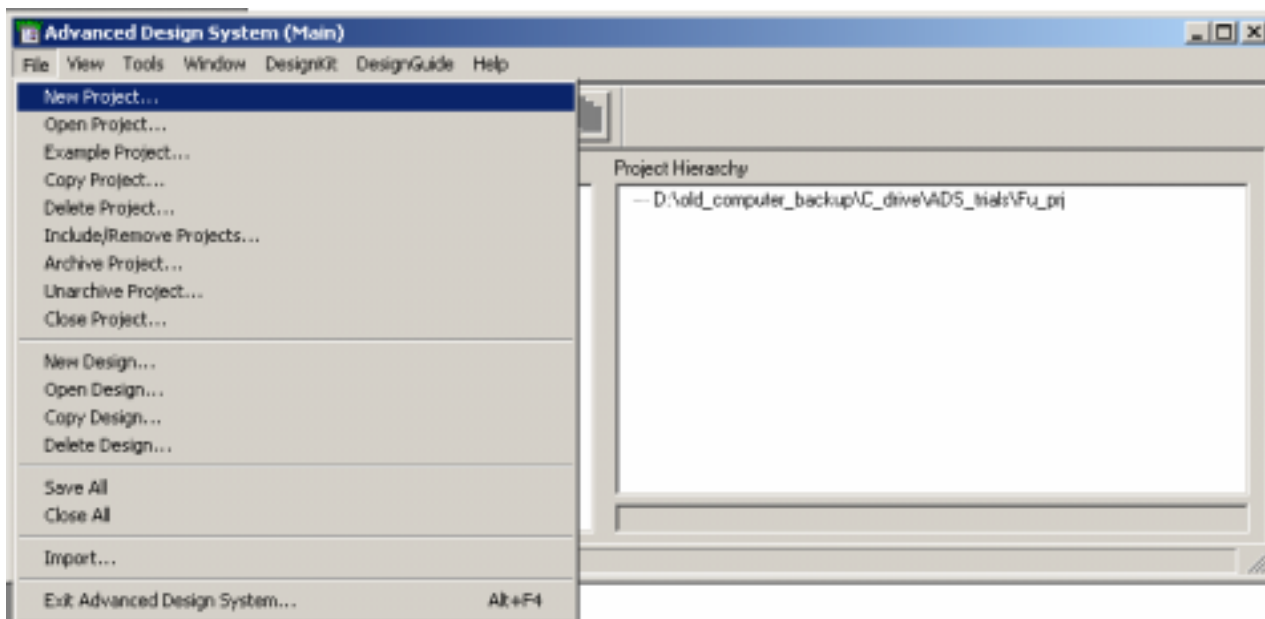 Advanced Design System (Main)
File View Tools Window DesignKit DesignGuide Help
New Project...
Open Project...
Example Project...
Copy Project...
Delete Project...
Include/Remove Projects...
Archive Project...
Unarchive Project...
Close Project...
New Design...
Open Design...
Copy Design...
Delete Design...
Save All
Close All
Import...
Exit Advanced Design System... Alt+F4
Project Hierarchy
D:\old_computer_backup\C_drive\ADS_trials\Fu_prj